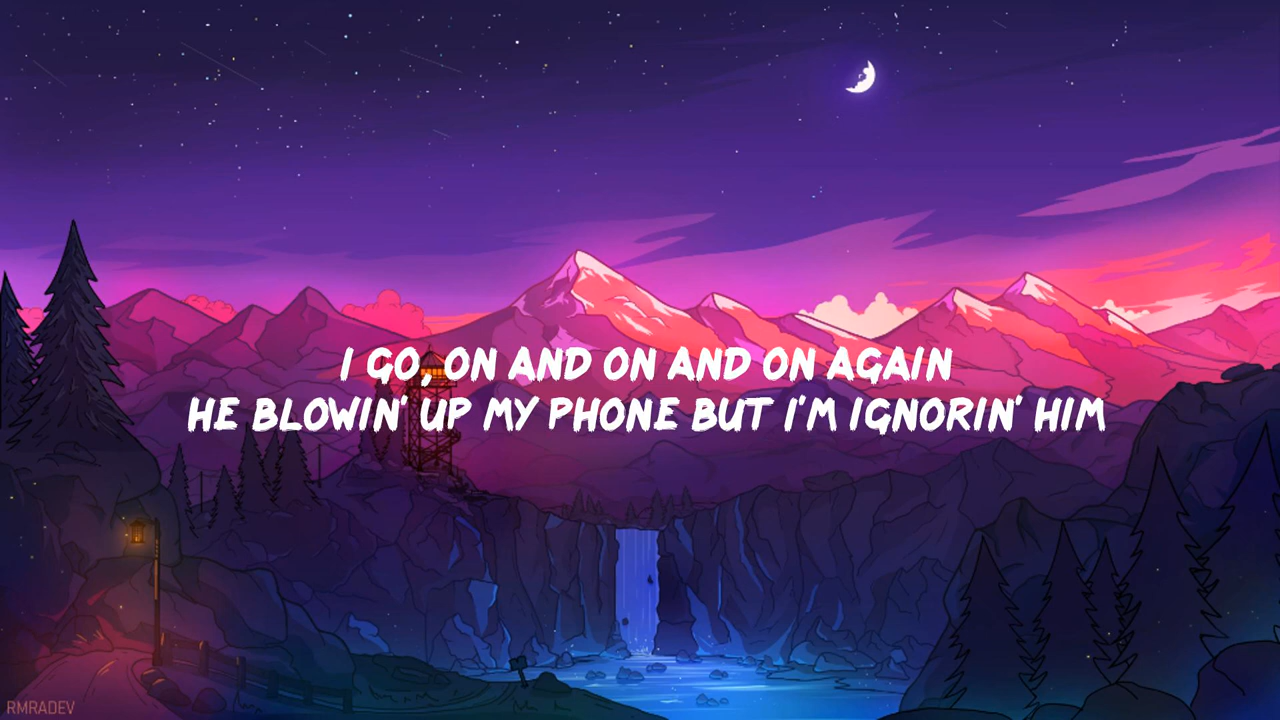 I GO, ON AND ON AND ON AGAIN
HE BLOWIN' UP MY PHONE BUT I'M IGNORIN' HIM
RMRADEV